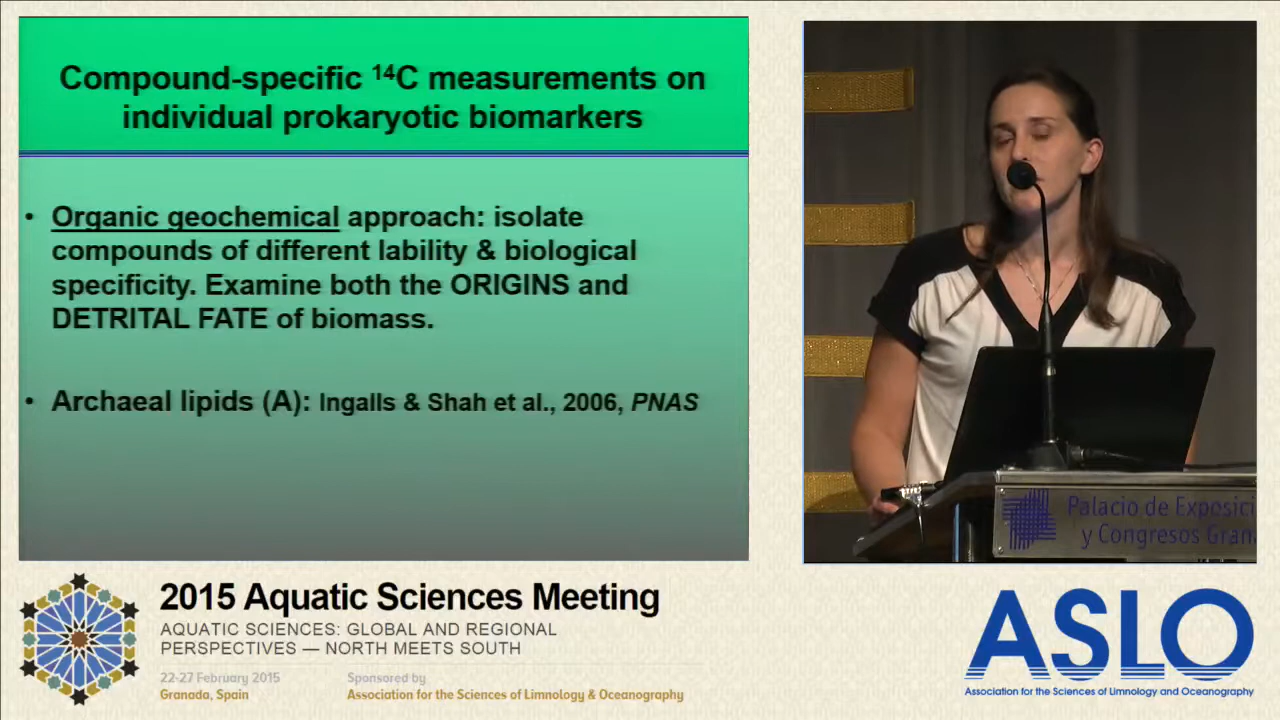 Compound-specific ¹⁴C measurements on
individual prokaryotic biomarkers
• Organic geochemical approach: isolate
compounds of different lability & biological
specificity. Examine both the ORIGINS and
DETRITAL FATE of biomass.
• Archaeal lipids (A): Ingalls & Shah et al., 2006, PNAS
Palacio de Exposici
y Congresos Gran
2015 Aquatic Sciences Meeting
AQUATIC SCIENCES: GLOBAL AND REGIONAL
PERSPECTIVES — NORTH MEETS SOUTH
22-27 February 2015
Granada, Spain
Sponsored by
Association for the Sciences of Limnology & Oceanography
ASLO
Association for the Sciences of Limnology and Oceanography